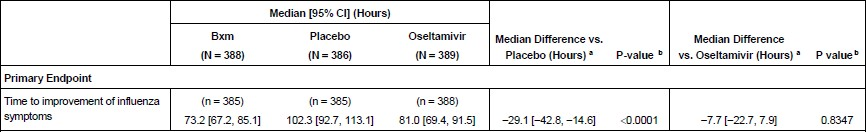 Median [95% CI] (Hours)
Bxm Placebo Oseltamivir Median Difference vs. Median Difference
(N = 388) (N = 386) (N = 389) Placebo (Hours) a P-value b vs. Oseltamivir (Hours) a P value b
Primary Endpoint
Time to improvement of influenza (n = 385) (n = 385) (n = 388)
symptoms 73.2 [67.2, 85.1] 102.3 [92.7, 113.1] 81.0 [69.4, 91.5] −29.1 [−42.8, −14.6] <0.0001 −7.7 [−22.7, 7.9] 0.8347